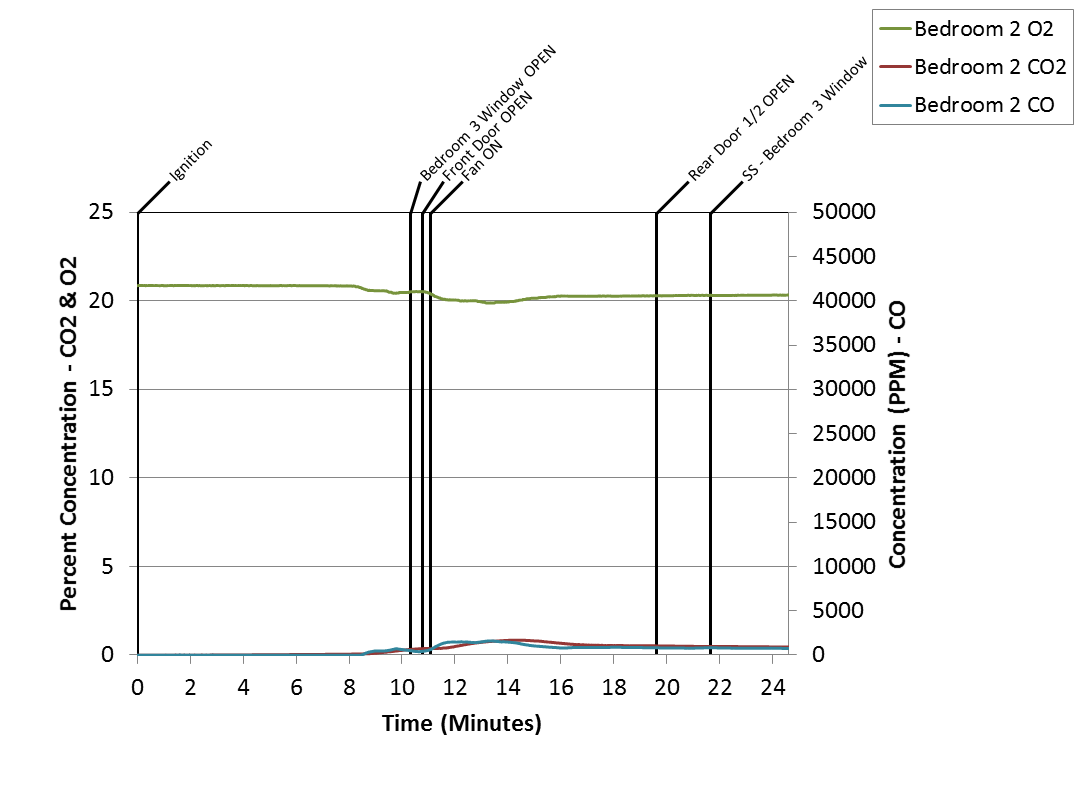 Bedroom 2 O2
Bedroom 2 CO2
Bedroom 2 CO
Ignition
Bedroom 3 Window OPEN
Front Door OPEN
Fan ON
Rear Door 1/2 OPEN
SS - Bedroom 3 Window
Percent Concentration - CO2 & O2
25
20
15
10
5
0
50000
45000
40000
35000
30000
25000
20000
15000
10000
5000
0
Concentration (PPM) - CO
0 2 4 6 8 10 12 14 16 18 20 22 24
Time (Minutes)